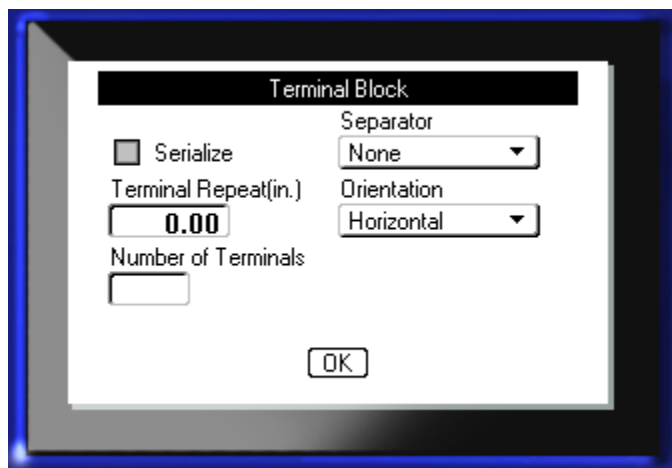 Terminal Block
Separator
Serialize
None
Terminal Repeat(in.)
Orientation
0.00
Horizontal
Number of Terminals
OK